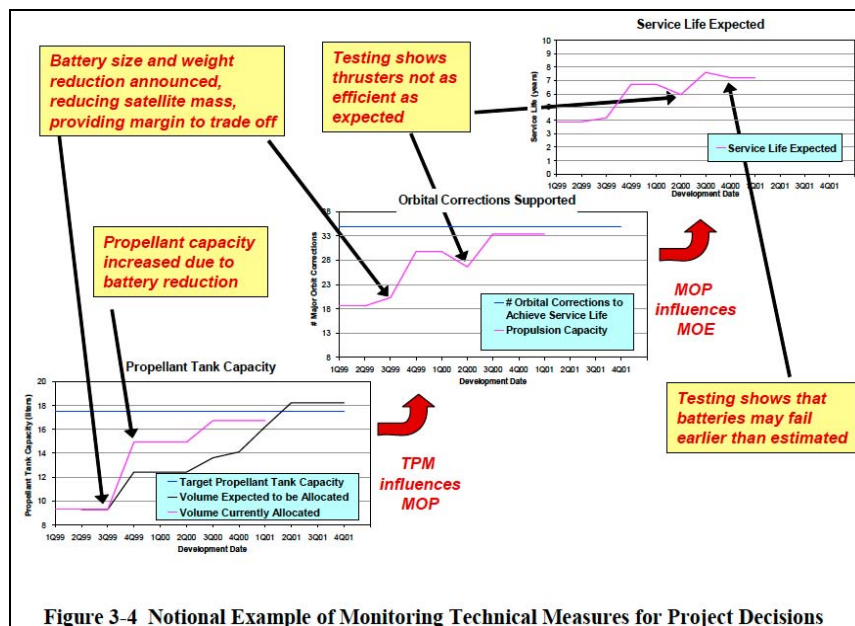 Service Life Expected
Battery size and weight
reduction announced,
reducing satellite mass,
providing margin to trade off
Testing shows
thrusters not as
efficient as
expected
Service Life (years)
10
9
8
7
6
5
4
3
2
1
0
Service Life Expected
1Q99 2Q99 3Q99 4Q99 1Q00 2Q00 3Q00 4Q00 1Q01 2Q01 3Q01 4Q01
Development Date
Orbital Corrections Supported
# Major Orbit Corrections
38
33
28
23
18
13
8
# Orbital Corrections to
Achieve Service Life
Propulsion Capacity
1Q99 2Q99 3Q99 4Q99 1Q00 2Q00 3Q00 4Q00 1Q01 2Q01 3Q01 4Q01
Development Date
Propellant capacity
increased due to
battery reduction
MOP
influences
MOE
Propellant Tank Capacity
Propellant Tank Capacity (liters)
20
18
16
14
12
10
8
Target Propellant Tank Capacity
Volume Expected to be Allocated
Volume Currently Allocated
1Q99 2Q99 3Q99 4Q99 1Q00 2Q00 3Q00 4Q00 1Q01 2Q01 3Q01 4Q01
Development Date
TPM
influences
MOP
Testing shows that
batteries may fail
earlier than estimated
Figure 3-4 Notional Example of Monitoring Technical Measures for Project Decisions